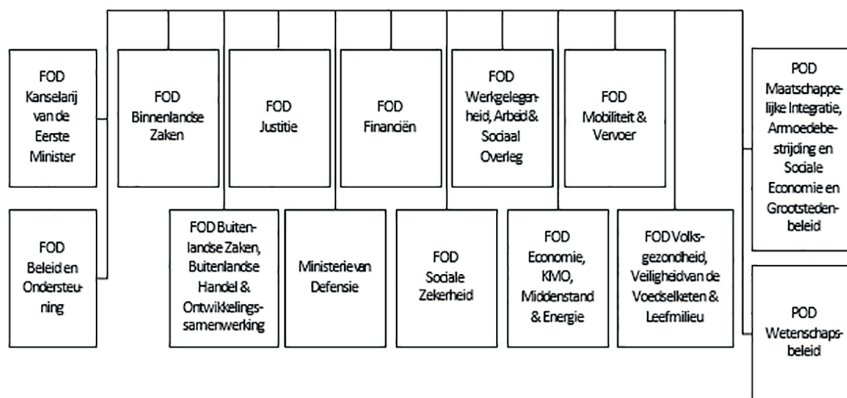 FOD
Kanselarij
van de
Eerste
Minister
FOD
Binnenlandse
Zaken
FOD
Justitie
FOD
Financiën
FOD
Werkgelegen-
heid, Arbeid &
Sociaal
Overleg
FOD
Mobiliteit &
Vervoer
POD
Maatschappe-
lijke Integratie,
Armoedebe-
strijding en
Sociale
Economie en
Grootsteden-
beleid
FOD
Beleid en
Ondersteu-
ning
FOD Buiten-
landse Zaken,
Buitenlandse
Handel &
Ontwikkelings-
samenwerking
Ministerie van
Defensie
FOD
Sociale
Zekerheid
FOD
Economie,
KMO,
Middenstand
& Energie
FOD Volks-
gezondheid,
Veiligheid van de
Voedselketen &
Leefmilieu
POD
Wetenschaps-
beleid